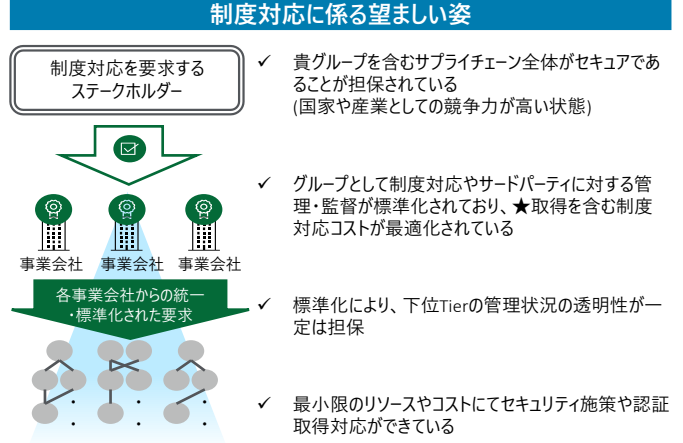 制度対応に係る望ましい姿
制度対応を要求する
ステークホルダー
✓ 貴グループを含むサプライチェーン全体がセキュアであ
ることが担保されている
(国家や産業としての競争力が高い状態)
✓ グループとして制度対応やサードパーティに対する管
理・監督が標準化されており、★取得を含む制度
対応コストが最適化されている
事業会社 事業会社 事業会社
各事業会社からの統一
・標準化された要求
✓ 標準化により、下位Tierの管理状況の透明性が一
定は担保
✓ 最小限のリソースやコストにてセキュリティ施策や認証
取得対応ができている